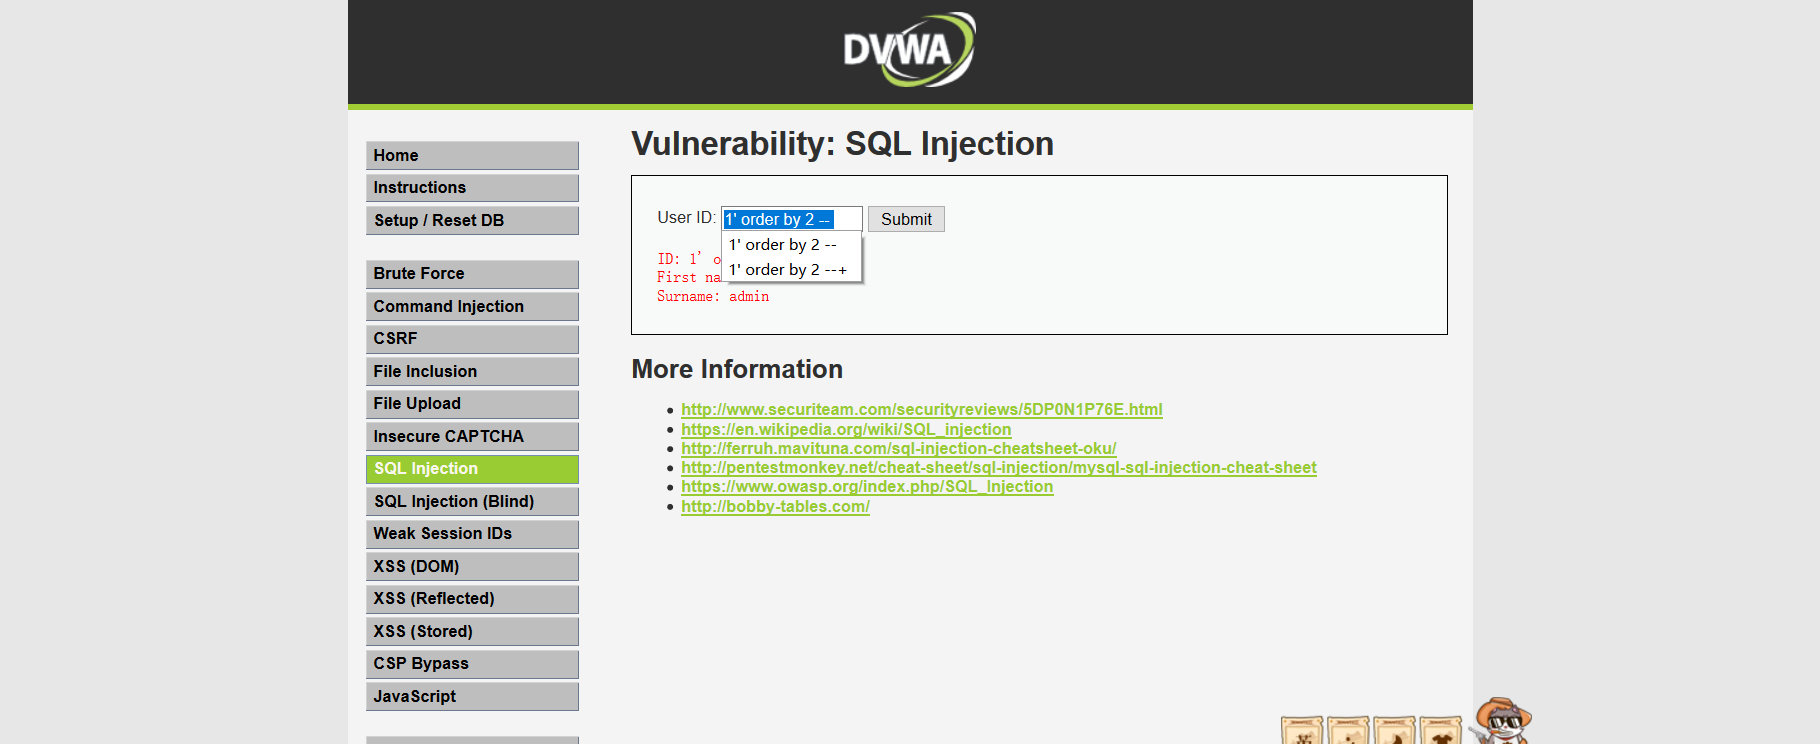 DVWA
Home
Instructions
Setup / Reset DB
Brute Force
Command Injection
CSRF
File Inclusion
File Upload
Insecure CAPTCHA
SQL Injection
SQL Injection (Blind)
Weak Session IDs
XSS (DOM)
XSS (Reflected)
XSS (Stored)
CSP Bypass
JavaScript
Vulnerability: SQL Injection
User ID: 1' order by 2 -- Submit
1' order by 2 --
1' order by 2 --+
ID: 1' o
First na
Surname: admin
More Information
http://www.securiteam.com/securityreviews/5DP0N1P76E.html
https://en.wikipedia.org/wiki/SQL_injection
http://ferruh.mavituna.com/sql-injection-cheatsheet-oku/
http://pentestmonkey.net/cheat-sheet/sql-injection/mysql-sql-injection-cheat-sheet
https://www.owasp.org/index.php/SQL_Injection
http://bobby-tables.com/